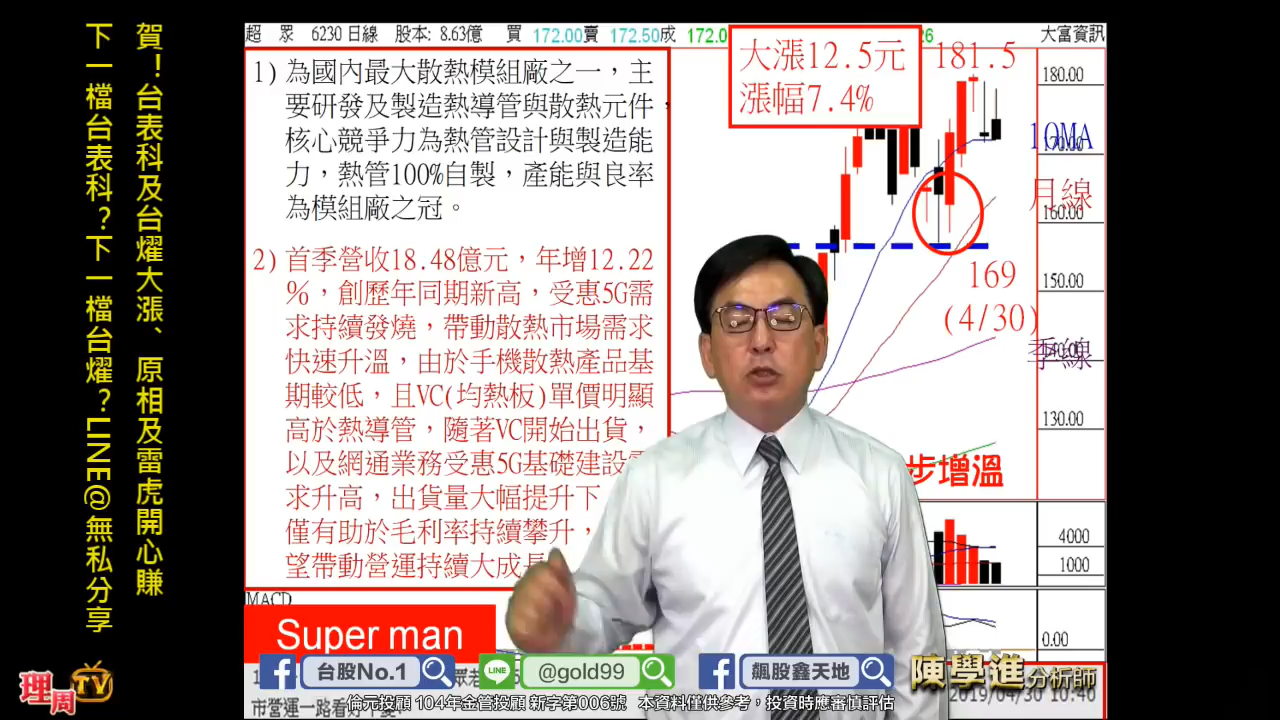 賀！台表科及台燿大漲、原相及雷虎開心賺
下一檔台表科？下一檔台燿？LINE@無私分享
超 眾 6230 日線 股本: 8.63億 買 172.00賣 172.50成 172.0
大富資訊
大漲12.5元
漲幅7.4%
181.5
1)為國內最大散熱模組廠之一，主
要研發及製造熱導管與散熱元件，
核心競爭力為熱管設計與製造能
力，熱管100%自製，產能與良率
為模組廠之冠。
2)首季營收18.48億元，年增12.22
%，創歷年同期新高，受惠5G需
求持續發燒，帶動散熱市場需求
快速升溫，由於手機散熱產品基
期較低，且VC(均熱板)單價明顯
高於熱導管，隨著VC開始出貨，
以及網通業務受惠5G基礎建設
求升高，出貨量大幅提升下
僅有助於毛利率持續攀升，
望帶動營運持續大成長
180.00
10MA
170.00
月線
160.00
150.00
169
(4/30)
季線
130.00
步增溫
4000
1000
0.00
MACD
Super man
台股No.1
LINE
@gold99
飆股鑫天地
陳學進分析師
理周TV
2019/04/30 10:40
市營運一路看好不變
倫元投顧 104年金管投顧 新字第006號 本資料僅供參考，投資時應審慎評估